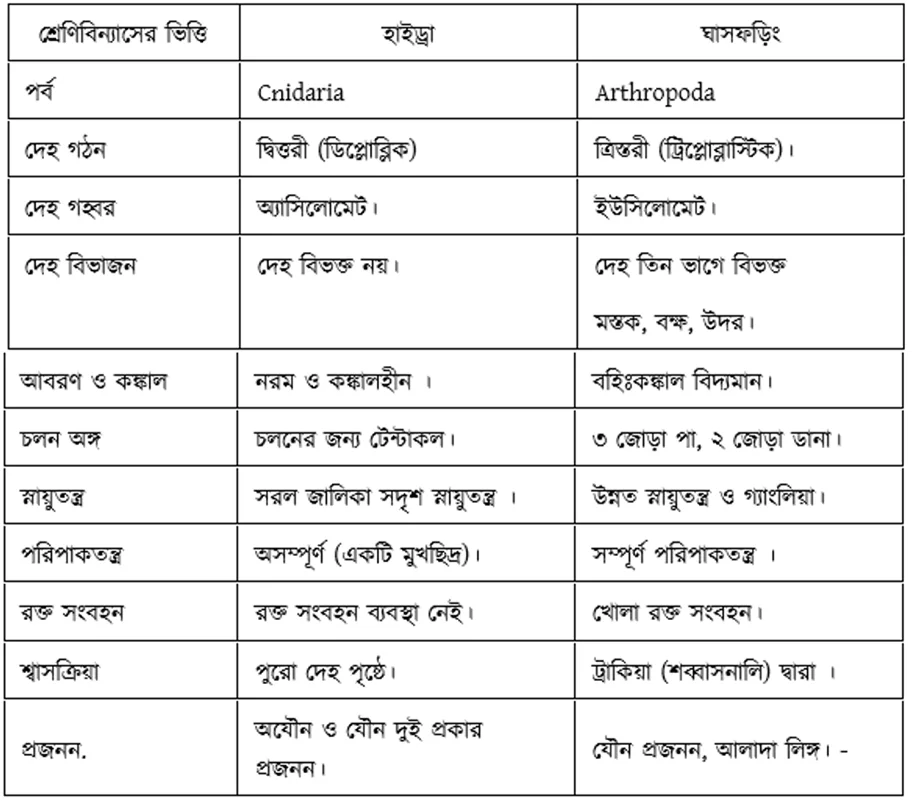 শ্রেণিবিন্যাসের ভিত্তি হাইড্রা ঘাসফড়িং
পর্ব Cnidaria Arthropoda
দেহ গঠন দ্বিত্তরী (ডিপ্লোব্লিক) ত্রিস্তরী (ট্রিপ্লোব্লাস্টিক)।
দেহ গহ্বর অ্যাসিলোমেট। ইউসিলোমেট।
দেহ বিভাজন দেহ বিভক্ত নয়। দেহ তিন ভাগে বিভক্ত
মস্তক, বক্ষ, উদর।
আবরণ ও কঙ্কাল নরম ও কঙ্কালহীন । বহিঃকঙ্কাল বিদ্যমান।
চলন অঙ্গ চলনের জন্য টেন্টাকল। ৩ জোড়া পা, ২ জোড়া ডানা।
স্নায়ুতন্ত্র সরল জালিকা সদৃশ স্নায়ুতন্ত্র । উন্নত স্নায়ুতন্ত্র ও গ্যাংলিয়া।
পরিপাকতন্ত্র অসম্পূর্ণ (একটি মুখছিদ্র)। সম্পূর্ণ পরিপাকতন্ত্র ।
রক্ত সংবহন রক্ত সংবহন ব্যবস্থা নেই। খোলা রক্ত সংবহন।
শ্বাসক্রিয়া পুরো দেহ পৃষ্ঠে। ট্রাকিয়া (শব্বাসনালি) দ্বারা ।
প্রজনন. অযৌন ও যৌন দুই প্রকার
প্রজনন। যৌন প্রজনন, আলাদা লিঙ্গ। -